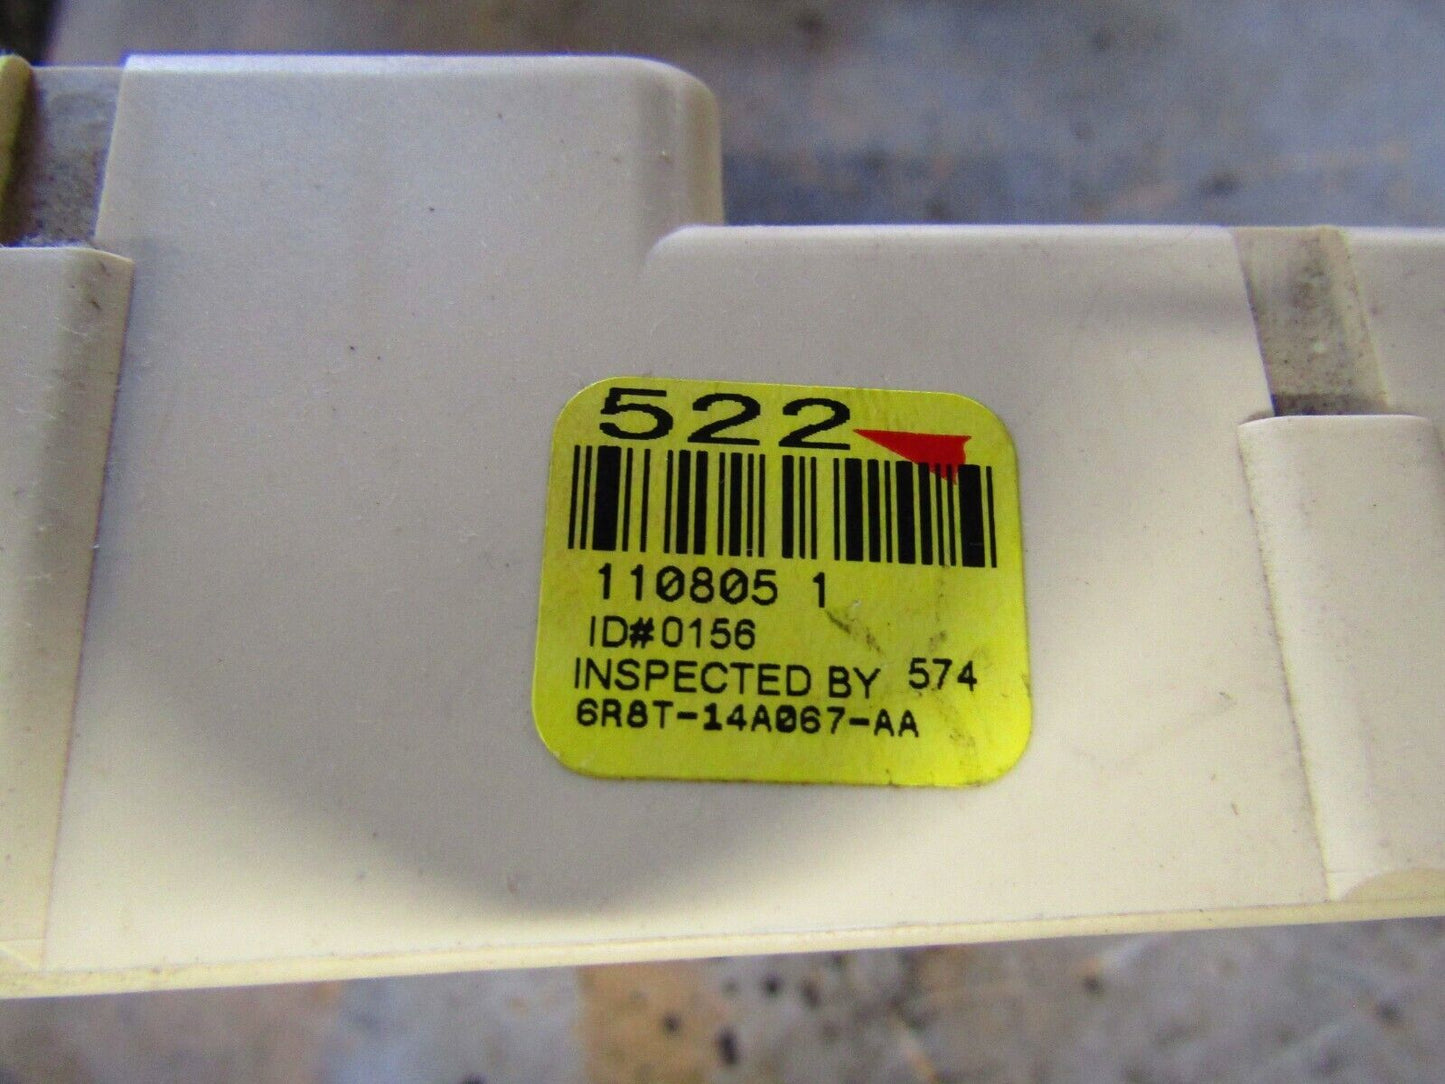 522
110805 1
ID#0156
INSPECTED BY 574
6R8T-14A067-AA